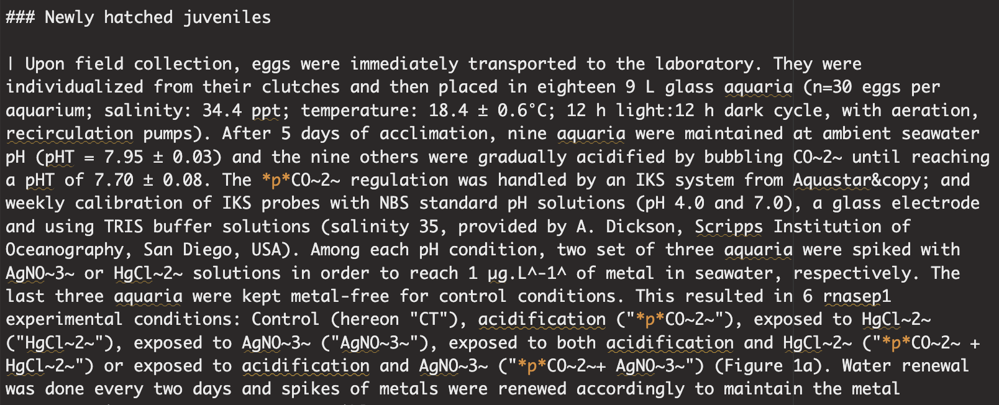 ### Newly hatched juveniles
| Upon field collection, eggs were immediately transported to the laboratory. They were
individualized from their clutches and then placed in eighteen 9 L glass aquaria (n=30 eggs per
aquarium; salinity: 34.4 ppt; temperature: 18.4 ± 0.6°C; 12 h light:12 h dark cycle, with aeration,
recirculation pumps). After 5 days of acclimation, nine aquaria were maintained at ambient seawater
pH (pHT = 7.95 ± 0.03) and the nine others were gradually acidified by bubbling CO~2~ until reaching
a pHT of 7.70 ± 0.08. The *p*CO~2~ regulation was handled by an IKS system from Aquastar&copy; and
weekly calibration of IKS probes with NBS standard pH solutions (pH 4.0 and 7.0), a glass electrode
and using TRIS buffer solutions (salinity 35, provided by A. Dickson, Scripps Institution of
Oceanography, San Diego, USA). Among each pH condition, two set of three aquaria were spiked with
AgNO~3~ or HgCl~2~ solutions in order to reach 1 µg.L^-1^ of metal in seawater, respectively. The
last three aquaria were kept metal-free for control conditions. This resulted in 6 rnasep1
experimental conditions: Control (hereon "CT"), acidification ("*p*CO~2~"), exposed to HgCl~2~
("HgCl~2~"), exposed to AgNO~3~ ("AgNO~3~"), exposed to both acidification and HgCl~2~ ("*p*CO~2~ +
HgCl~2~") or exposed to acidification and AgNO~3~ ("*p*CO~2~+ AgNO~3~") (Figure 1a). Water renewal
was done every two days and spikes of metals were renewed accordingly to maintain the metal